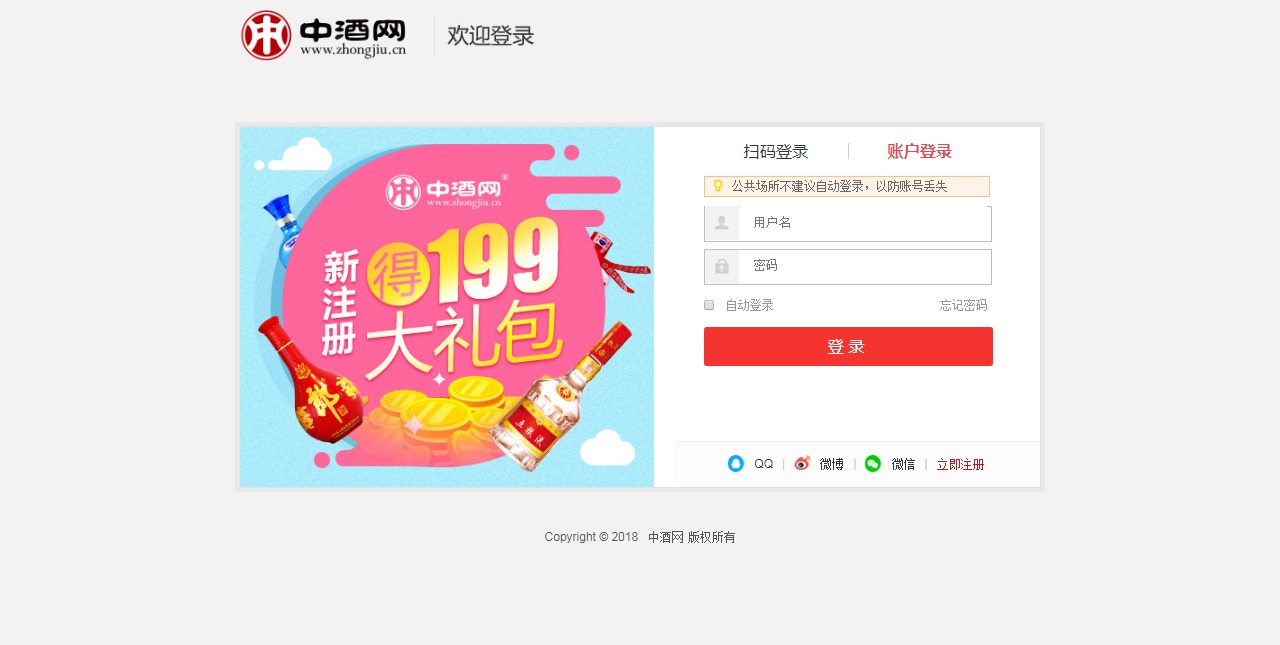 中酒网
www.zhongjiu.cn
欢迎登录
中酒网®
www.zhongjiu.cn
新注册
得199
大礼包
扫码登录
账户登录
公共场所不建议自动登录，以防账号丢失
用户名
密码
自动登录
忘记密码
登录
QQ | 微博 | 微信 | 立即注册
Copyright © 2018 中酒网 版权所有